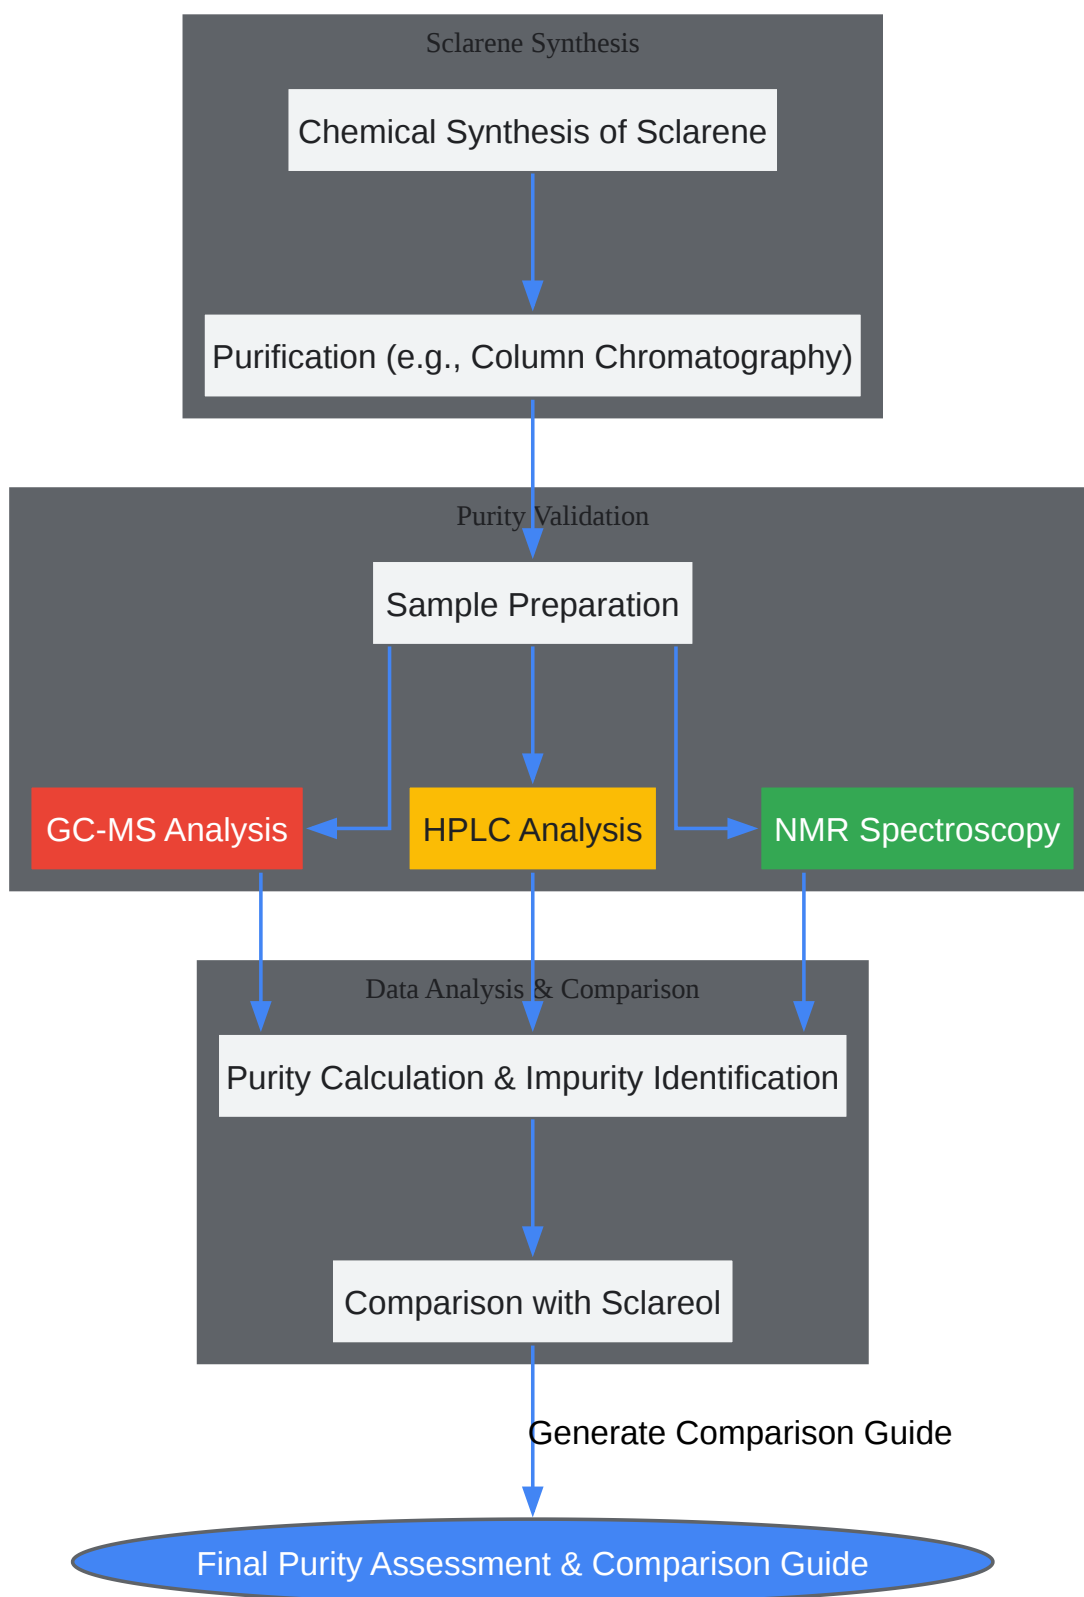 Sclarene Synthesis
Chemical Synthesis of Sclarene
Purification (e.g., Column Chromatography)
Purity Validation
Sample Preparation
GC-MS Analysis
HPLC Analysis
NMR Spectroscopy
Data Analysis & Comparison
Purity Calculation & Impurity Identification
Comparison with Sclareol
Generate Comparison Guide
Final Purity Assessment & Comparison Guide